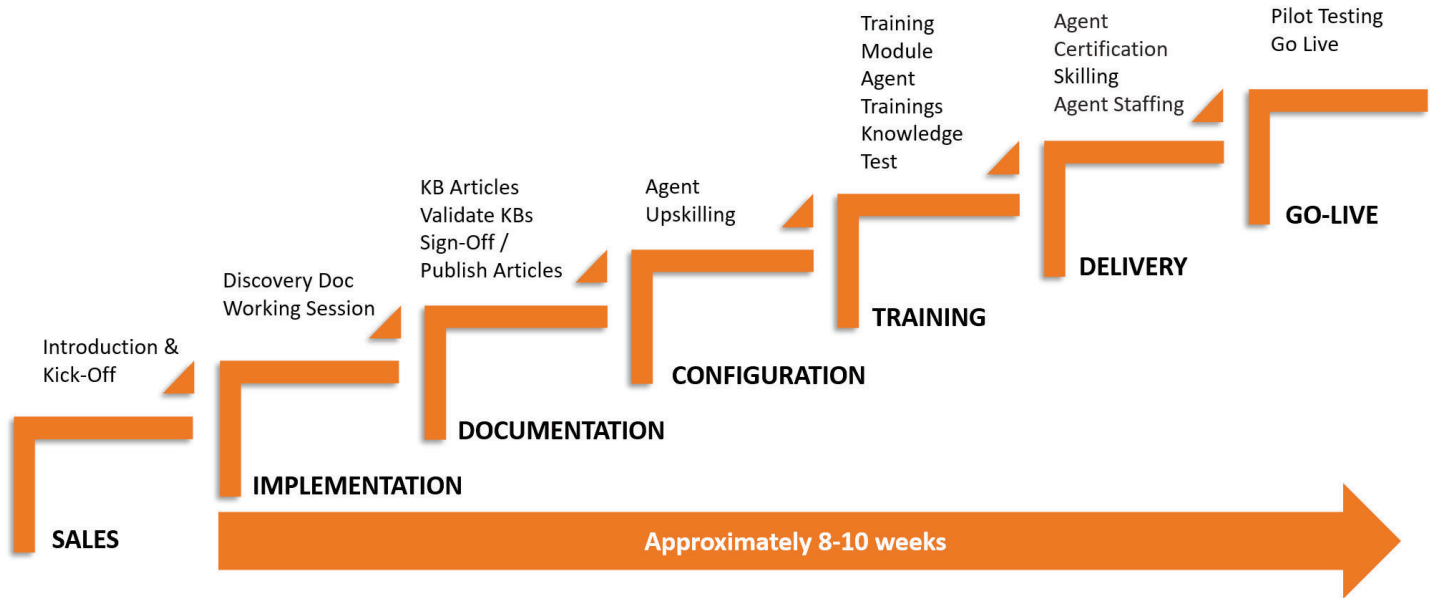 Introduction &
Kick-Off
SALES
Discovery Doc
Working Session
IMPLEMENTATION
KB Articles
Validate KBs
Sign-Off /
Publish Articles
DOCUMENTATION
Agent
Upskilling
CONFIGURATION
Training
Module
Agent
Trainings
Knowledge
Test
TRAINING
Agent
Certification
Skilling
Agent Staffing
DELIVERY
Pilot Testing
Go Live
GO-LIVE
Approximately 8-10 weeks